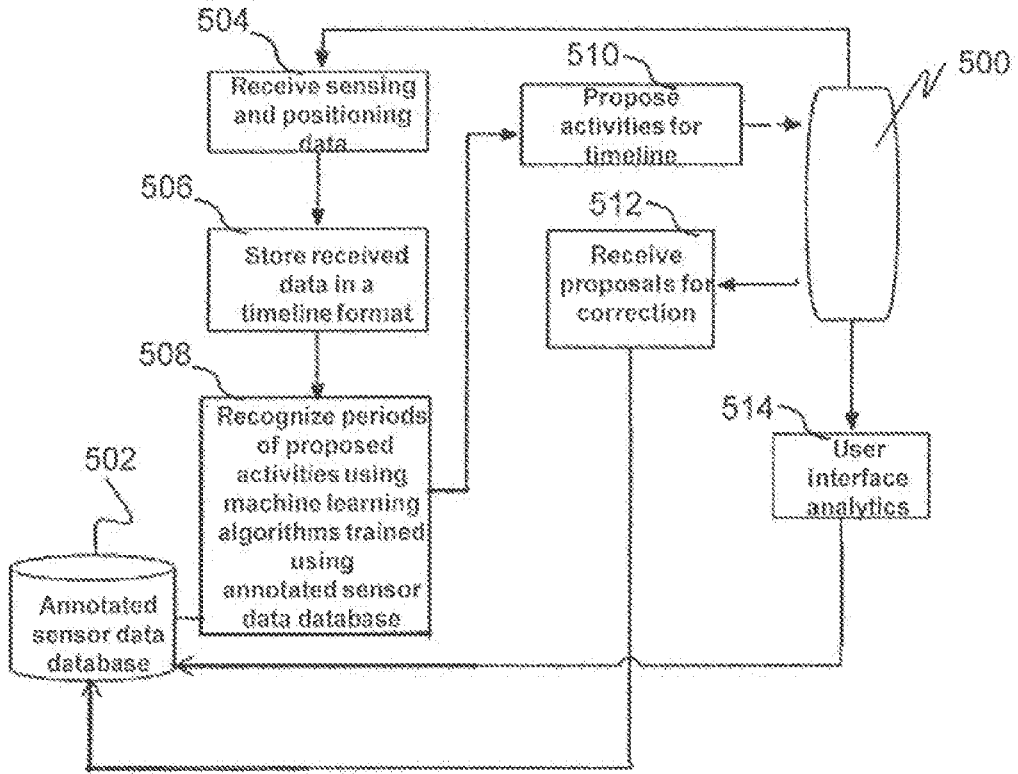 504
Receive sensing
and positioning
data
506
Store received
data in a
timeline format
508
Recognize periods
of proposed
activities using
machine learning
algorithms trained
using
annotated sensor
data database
502
Annotated
sensor data
database
510
Propose
activities for
timeline
500
512
Receive
proposals for
correction
514
User
interface
analytics